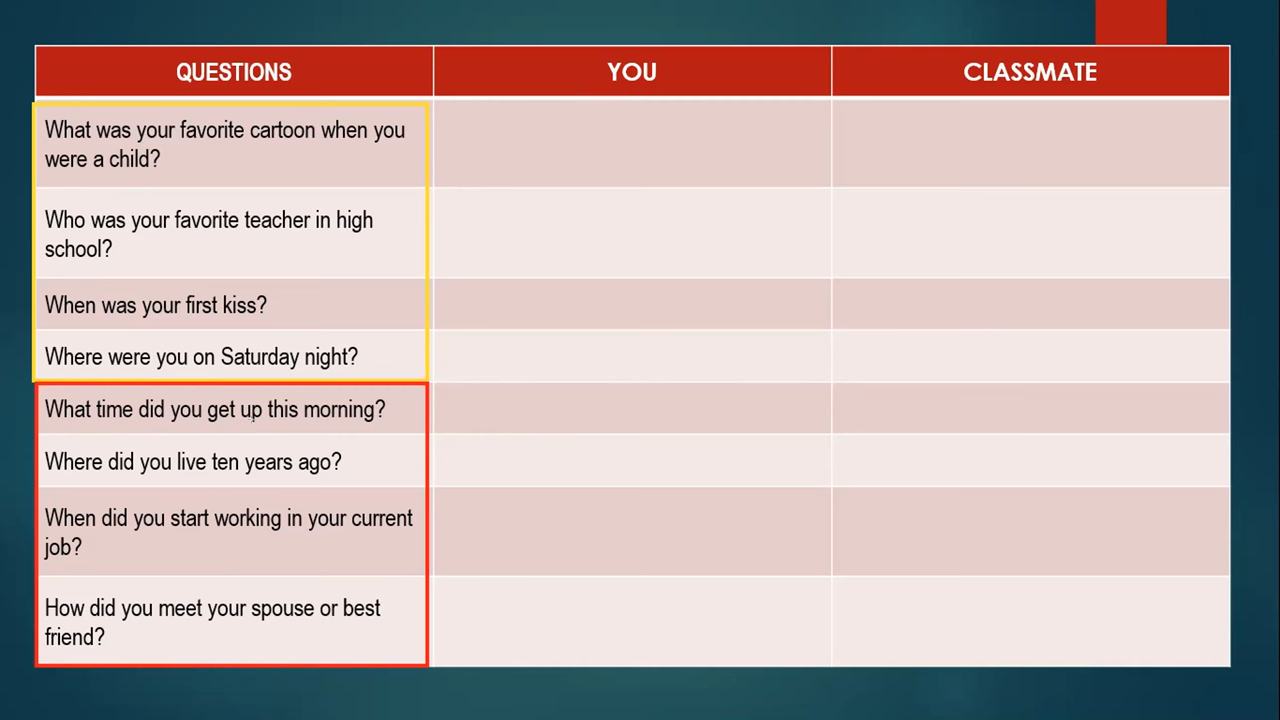 QUESTIONS YOU CLASSMATE
What was your favorite cartoon when you
were a child?
Who was your favorite teacher in high
school?
When was your first kiss?
Where were you on Saturday night?
What time did you get up this morning?
Where did you live ten years ago?
When did you start working in your current
job?
How did you meet your spouse or best
friend?